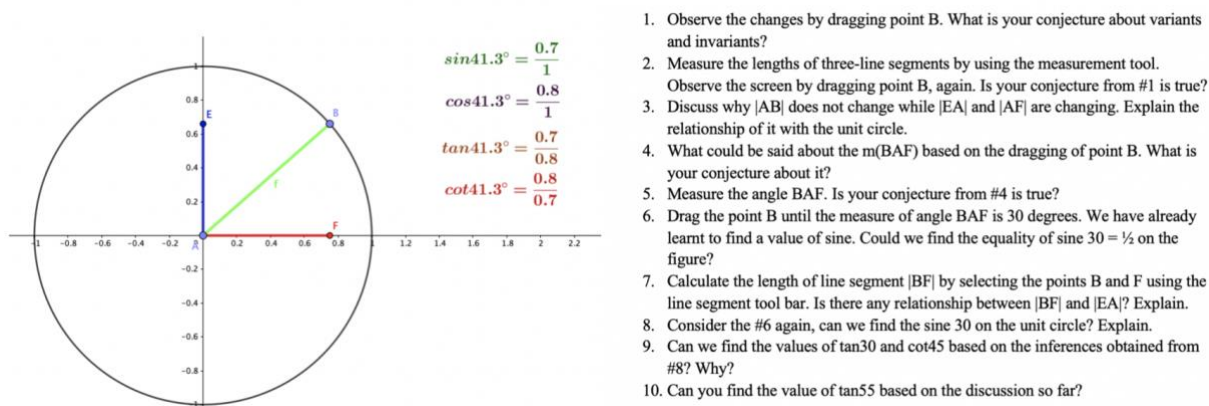 sin41.3° = 0.7/1
cos41.3° = 0.8/1
tan41.3° = 0.7/0.8
cot41.3° = 0.8/0.7
1
0.8
E
B
0.6
0.4
f
0.2
F
-1 -0.8 -0.6 -0.4 -0.2 A 0.2 0.4 0.6 0.8 1 1.2 1.4 1.6 1.8 2 2.2
-0.2
-0.4
-0.6
-0.8
-1
1. Observe the changes by dragging point B. What is your conjecture about variants
and invariants?
2. Measure the lengths of three-line segments by using the measurement tool.
Observe the screen by dragging point B, again. Is your conjecture from #1 is true?
3. Discuss why |AB| does not change while |EA| and |AF| are changing. Explain the
relationship of it with the unit circle.
4. What could be said about the m(BAF) based on the dragging of point B. What is
your conjecture about it?
5. Measure the angle BAF. Is your conjecture from #4 is true?
6. Drag the point B until the measure of angle BAF is 30 degrees. We have already
learnt to find a value of sine. Could we find the equality of sine 30 = ½ on the
figure?
7. Calculate the length of line segment |BF| by selecting the points B and F using the
line segment tool bar. Is there any relationship between |BF| and |EA|? Explain.
8. Consider the #6 again, can we find the sine 30 on the unit circle? Explain.
9. Can we find the values of tan30 and cot45 based on the inferences obtained from
#8? Why?
10. Can you find the value of tan55 based on the discussion so far?